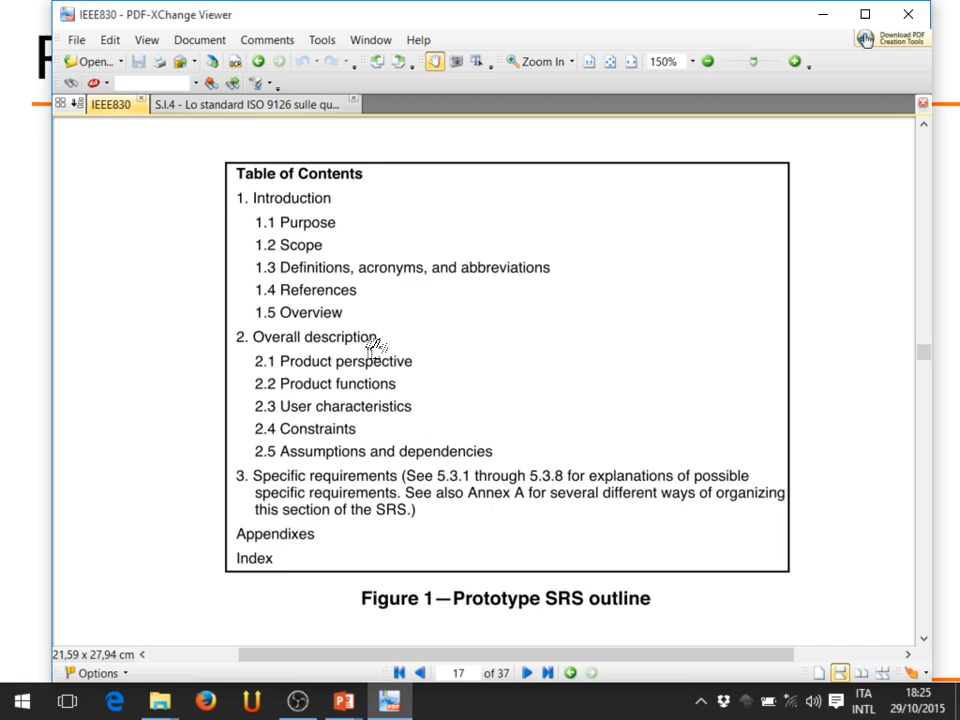 IEEE830 - PDF-XChange Viewer
File Edit View Document Comments Tools Window Help
Download PDF
Creation Tools
Open...
OCR
Zoom In
150%
IEEE830
S.I.4 - Lo standard ISO 9126 sulle qu...
Table of Contents
1. Introduction
1.1 Purpose
1.2 Scope
1.3 Definitions, acronyms, and abbreviations
1.4 References
1.5 Overview
2. Overall description
2.1 Product perspective
2.2 Product functions
2.3 User characteristics
2.4 Constraints
2.5 Assumptions and dependencies
3. Specific requirements (See 5.3.1 through 5.3.8 for explanations of possible
specific requirements. See also Annex A for several different ways of organizing
this section of the SRS.)
Appendixes
Index
Figure 1—Prototype SRS outline
21,59 x 27,94 cm
Options
17 of 37
ITA
INTL
18:25
29/10/2015